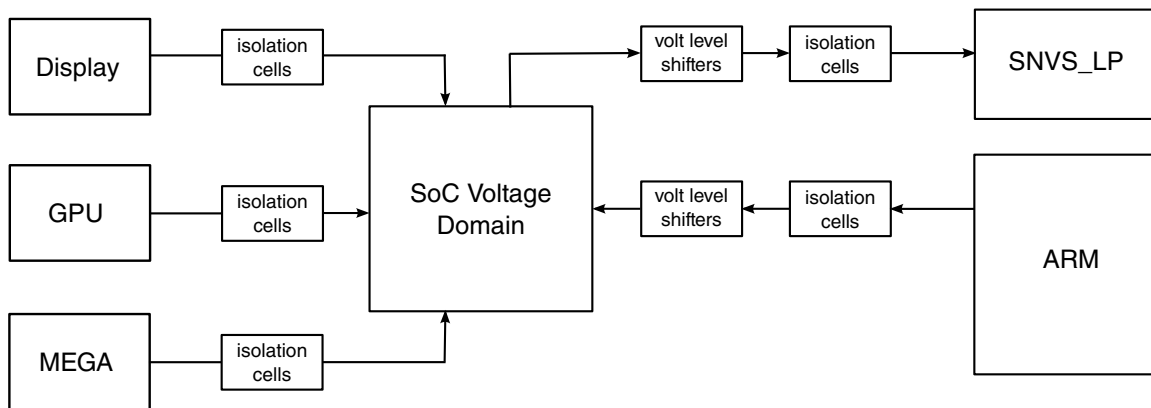 Display
isolation
cells
volt level
shifters
isolation
cells
SNVS_LP
GPU
isolation
cells
SoC Voltage
Domain
volt level
shifters
isolation
cells
ARM
MEGA
isolation
cells